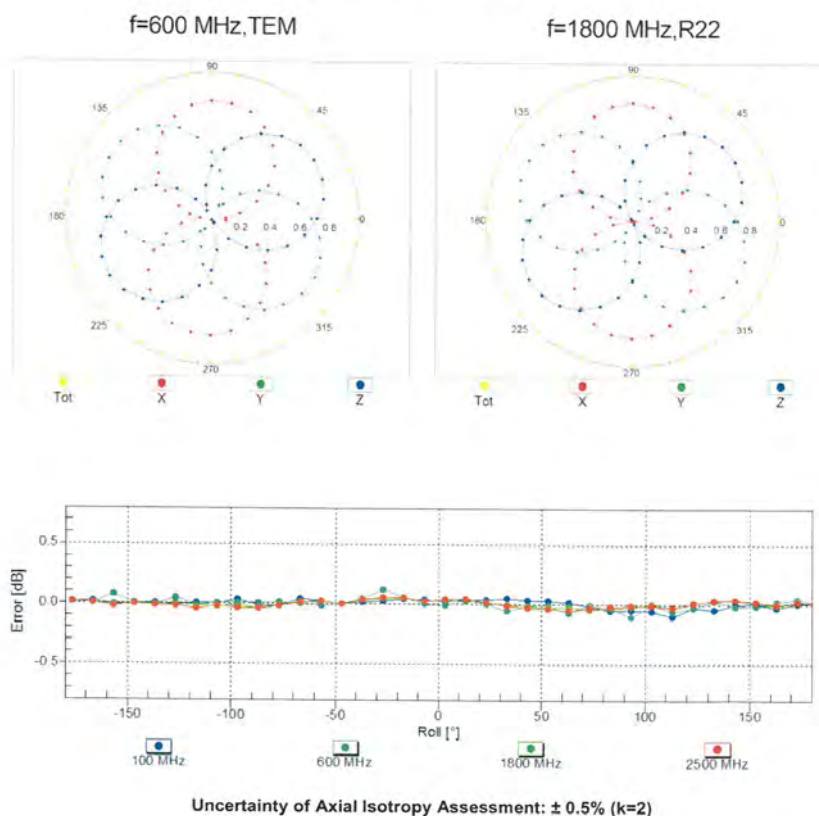 f=600 MHz,TEM
f=1800 MHz,R22
90
135
45
180
0.2 0.4 0.6 0.8
0
225
315
270
Tot X Y Z
90
135
45
180
0.2 0.4 0.6 0.8
0
225
315
270
Tot X Y Z
Error [dB]
0.5
0.0
-0.5
-150 -100 -50 0 50 100 150
Roll [°]
100 MHz 600 MHz 1800 MHz 2500 MHz
Uncertainty of Axial Isotropy Assessment: ± 0.5% (k=2)